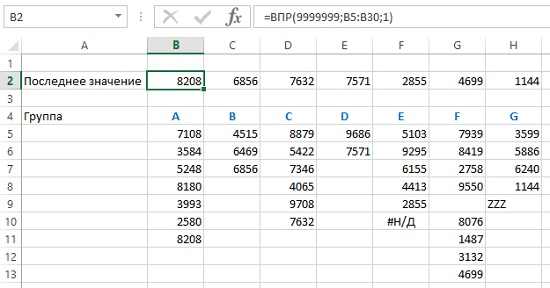 B2 =ВПР(9999999;B5:B30;1)
A B C D E F G H
1
2 Последнее значение 8208 6856 7632 7571 2855 4699 1144
3
4 Группа A B C D E F G
5 7108 4515 8879 9686 5103 7939 3599
6 3584 6469 5422 7571 9295 8419 5886
7 5248 6856 7346 6155 2758 6240
8 8180 4065 4413 9550 1144
9 3993 9708 2855 ZZZ
10 2580 7632 #Н/Д 8076
11 8208 1487
12 3132
13 4699